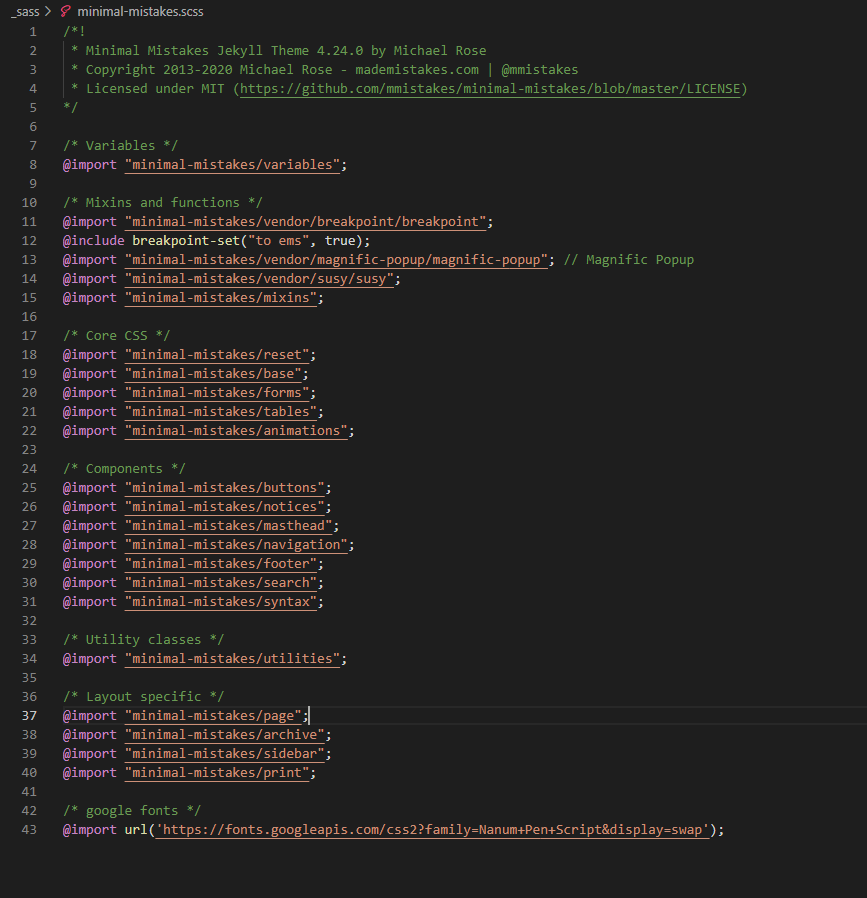 _sass > minimal-mistakes.scss
1 /*!
2 * Minimal Mistakes Jekyll Theme 4.24.0 by Michael Rose
3 * Copyright 2013-2020 Michael Rose - mademistakes.com | @mmistakes
4 * Licensed under MIT (https://github.com/mmistakes/minimal-mistakes/blob/master/LICENSE)
5 */
6
7 /* Variables */
8 @import "minimal-mistakes/variables";
9
10 /* Mixins and functions */
11 @import "minimal-mistakes/vendor/breakpoint/breakpoint";
12 @include breakpoint-set("to ems", true);
13 @import "minimal-mistakes/vendor/magnific-popup/magnific-popup"; // Magnific Popup
14 @import "minimal-mistakes/vendor/susy/susy";
15 @import "minimal-mistakes/mixins";
16
17 /* Core CSS */
18 @import "minimal-mistakes/reset";
19 @import "minimal-mistakes/base";
20 @import "minimal-mistakes/forms";
21 @import "minimal-mistakes/tables";
22 @import "minimal-mistakes/animations";
23
24 /* Components */
25 @import "minimal-mistakes/buttons";
26 @import "minimal-mistakes/notices";
27 @import "minimal-mistakes/masthead";
28 @import "minimal-mistakes/navigation";
29 @import "minimal-mistakes/footer";
30 @import "minimal-mistakes/search";
31 @import "minimal-mistakes/syntax";
32
33 /* Utility classes */
34 @import "minimal-mistakes/utilities";
35
36 /* Layout specific */
37 @import "minimal-mistakes/page";
38 @import "minimal-mistakes/archive";
39 @import "minimal-mistakes/sidebar";
40 @import "minimal-mistakes/print";
41
42 /* google fonts */
43 @import url('https://fonts.googleapis.com/css2?family=Nanum+Pen+Script&display=swap');